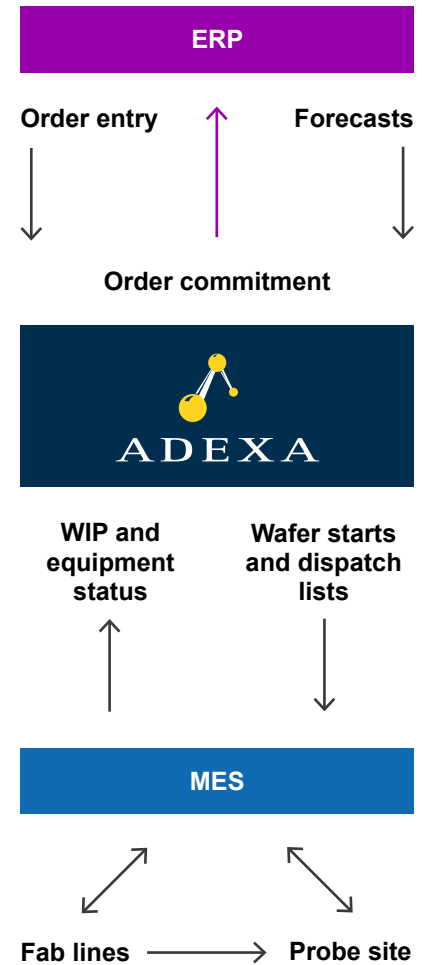 ERP
Order entry
Forecasts
Order commitment
ADEXA
WIP and
equipment
status
Wafer starts
and dispatch
lists
MES
Fab lines
Probe site